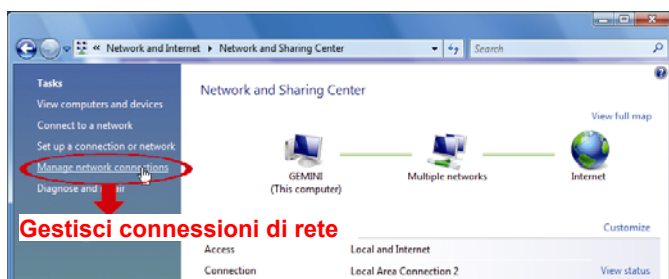 « Network and Internet ▸ Network and Sharing Center
Search
Tasks
View computers and devices
Connect to a network
Set up a connection or network
Manage network connections
Diagnose and repair
Network and Sharing Center
View full map
GEMINI
(This computer)
Multiple networks
Internet
Gestisci connessioni di rete
Customize
Access Local and Internet
Connection Local Area Connection 2 View status